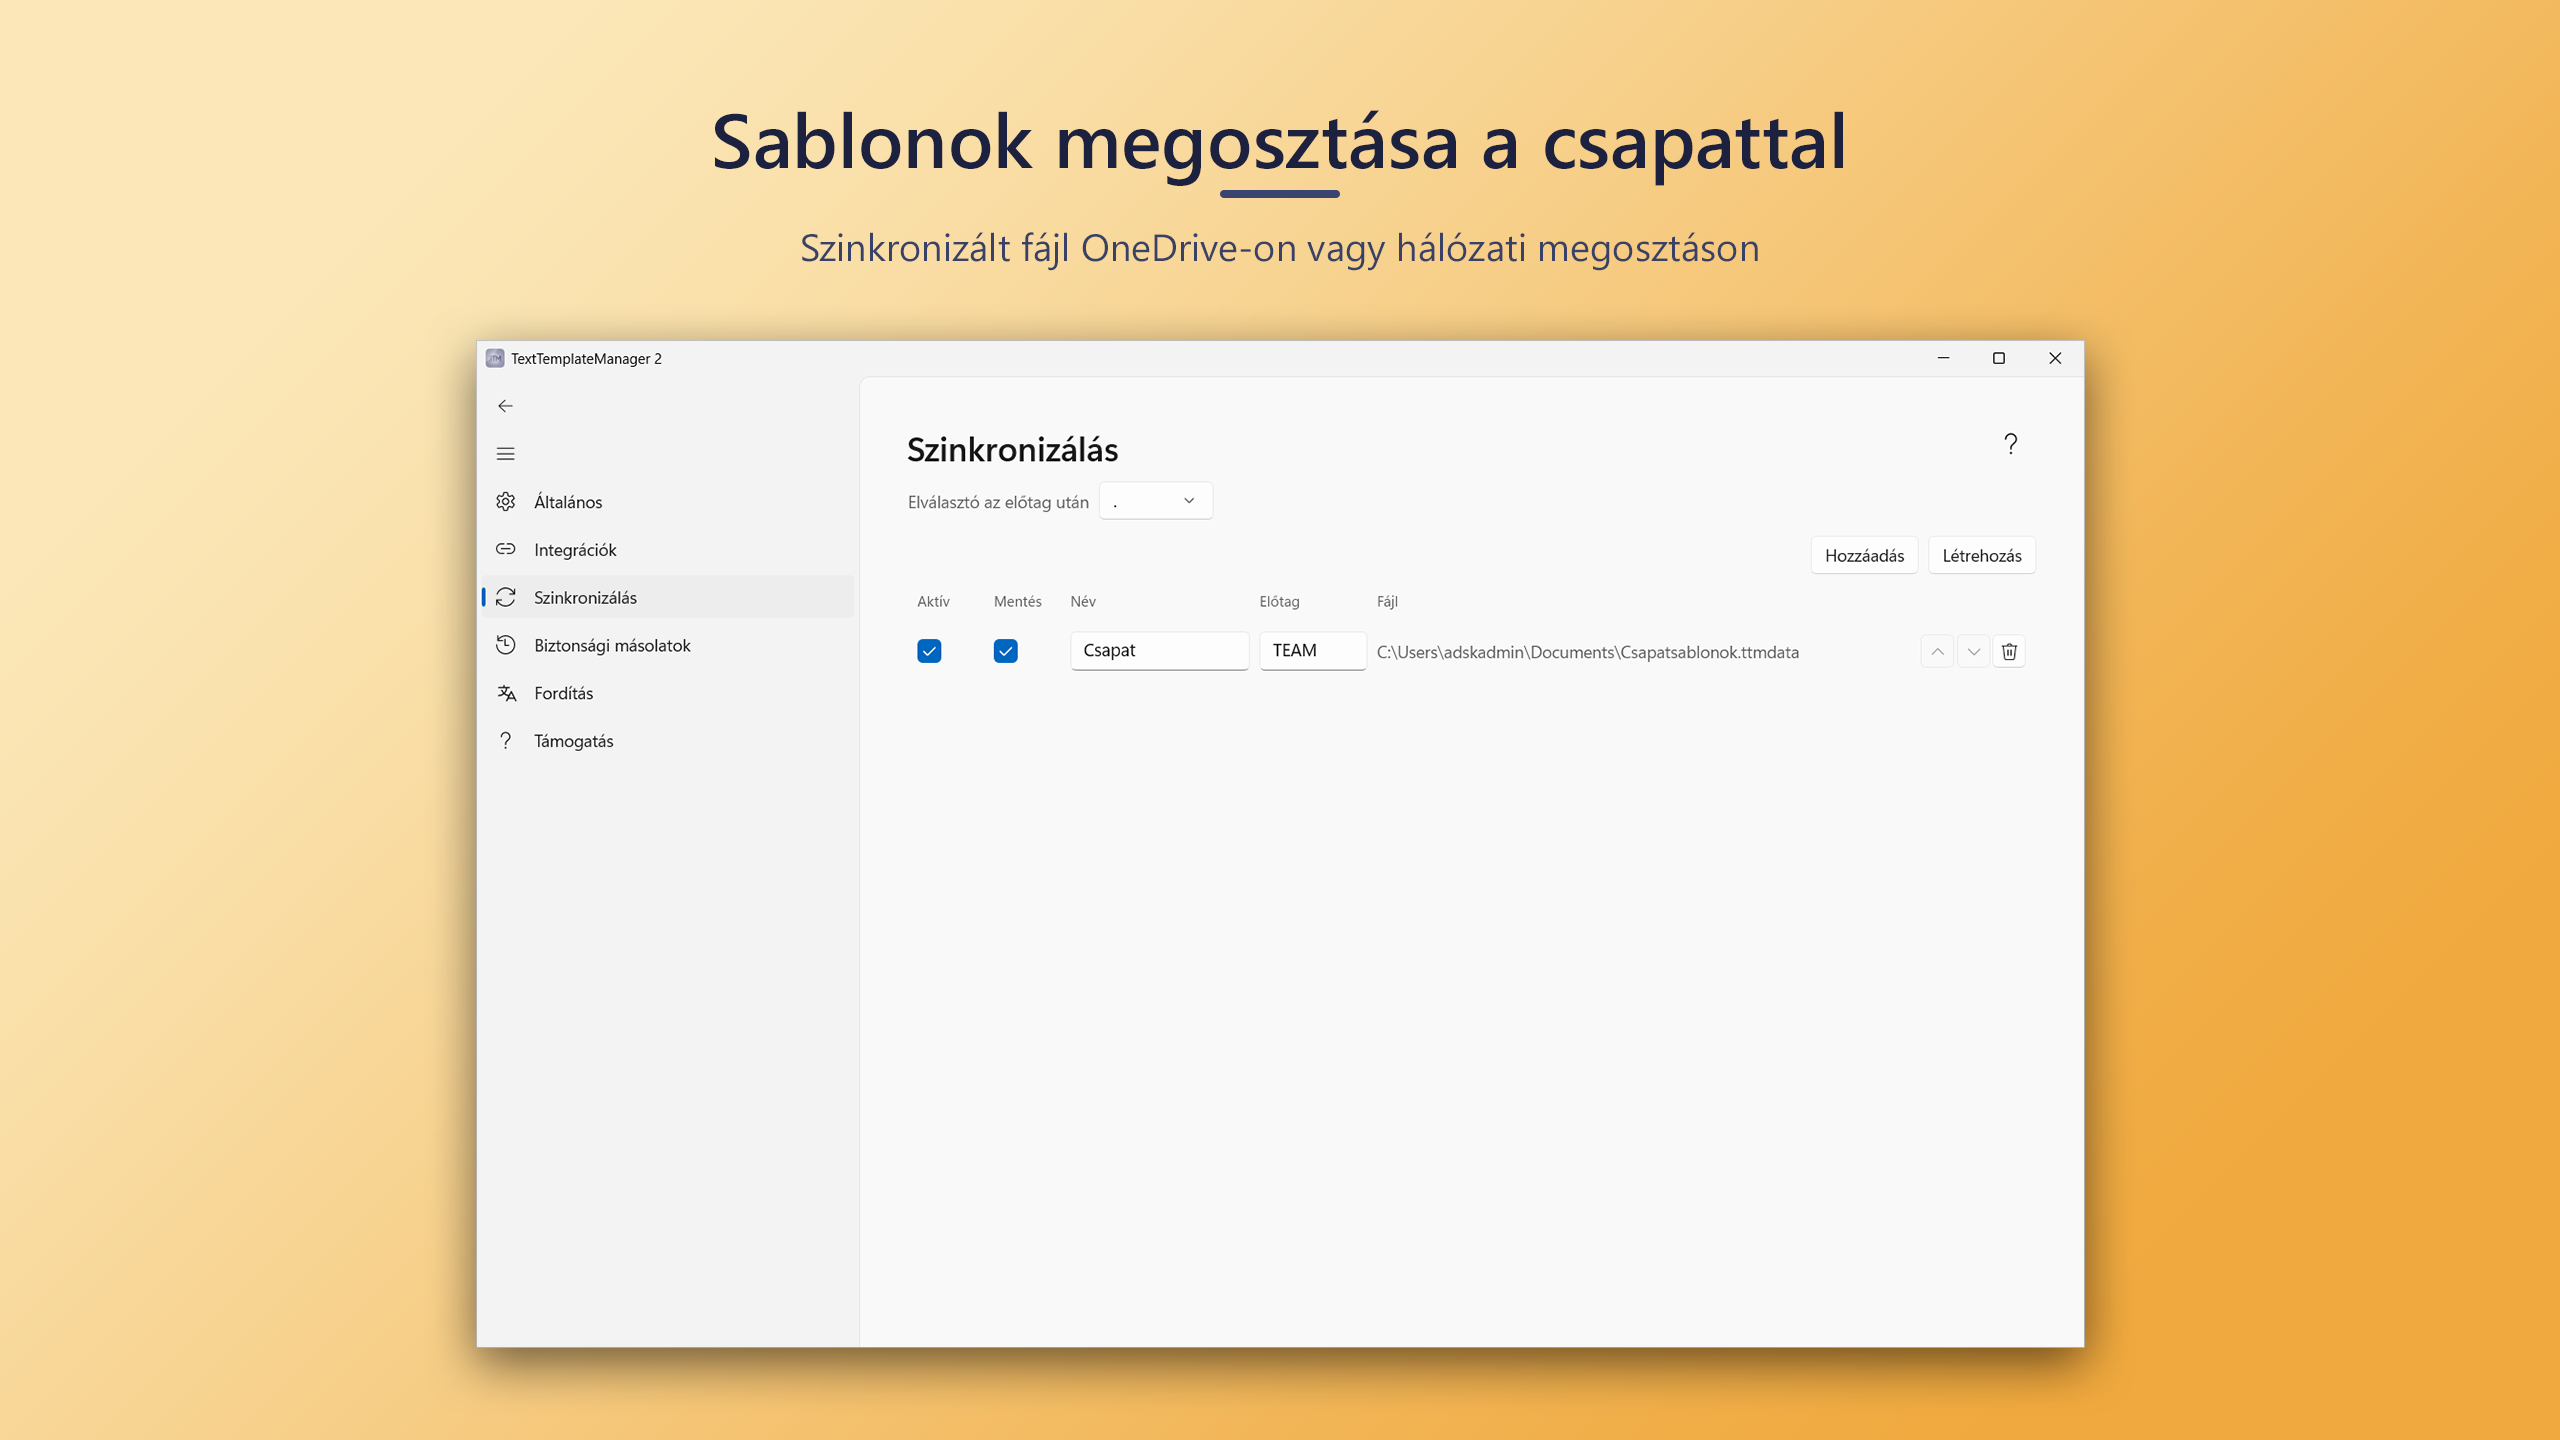 Sablonok megosztása a csapattal
Szinkronizált fájl OneDrive-on vagy hálózati megosztáson
TTM TextTemplateManager 2
Általános
Integrációk
Szinkronizálás
Biztonsági másolatok
Fordítás
? Támogatás
Szinkronizálás ?
Elválasztó az előtag után .
Hozzáadás Létrehozás
Aktív Mentés Név Előtag Fájl
Csapat TEAM C:\Users\adskadmin\Documents\Csapatsablonok.ttmdata